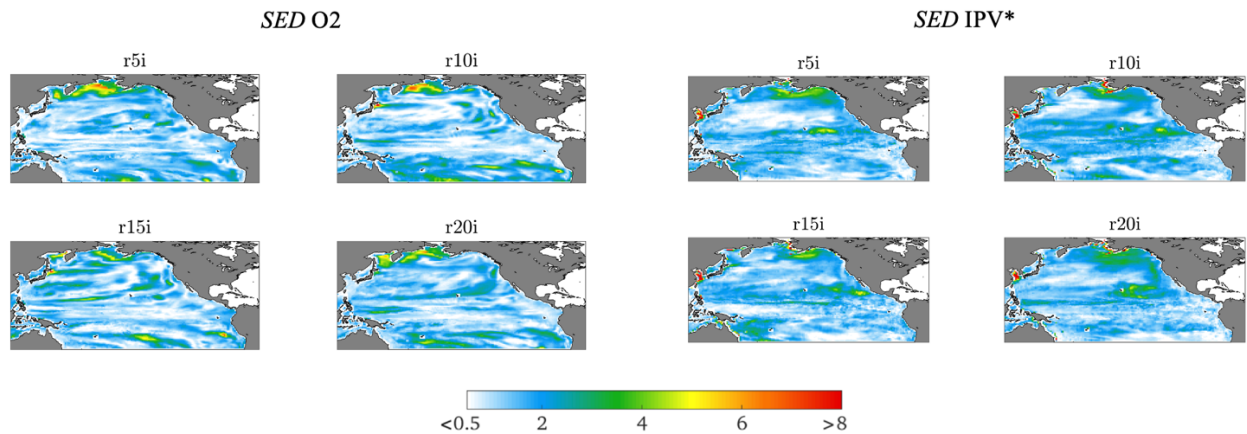 SED O2
SED IPV*
r5i
r10i
r5i
r10i
r15i
r20i
r15i
r20i
<0.5 2 4 6 >8